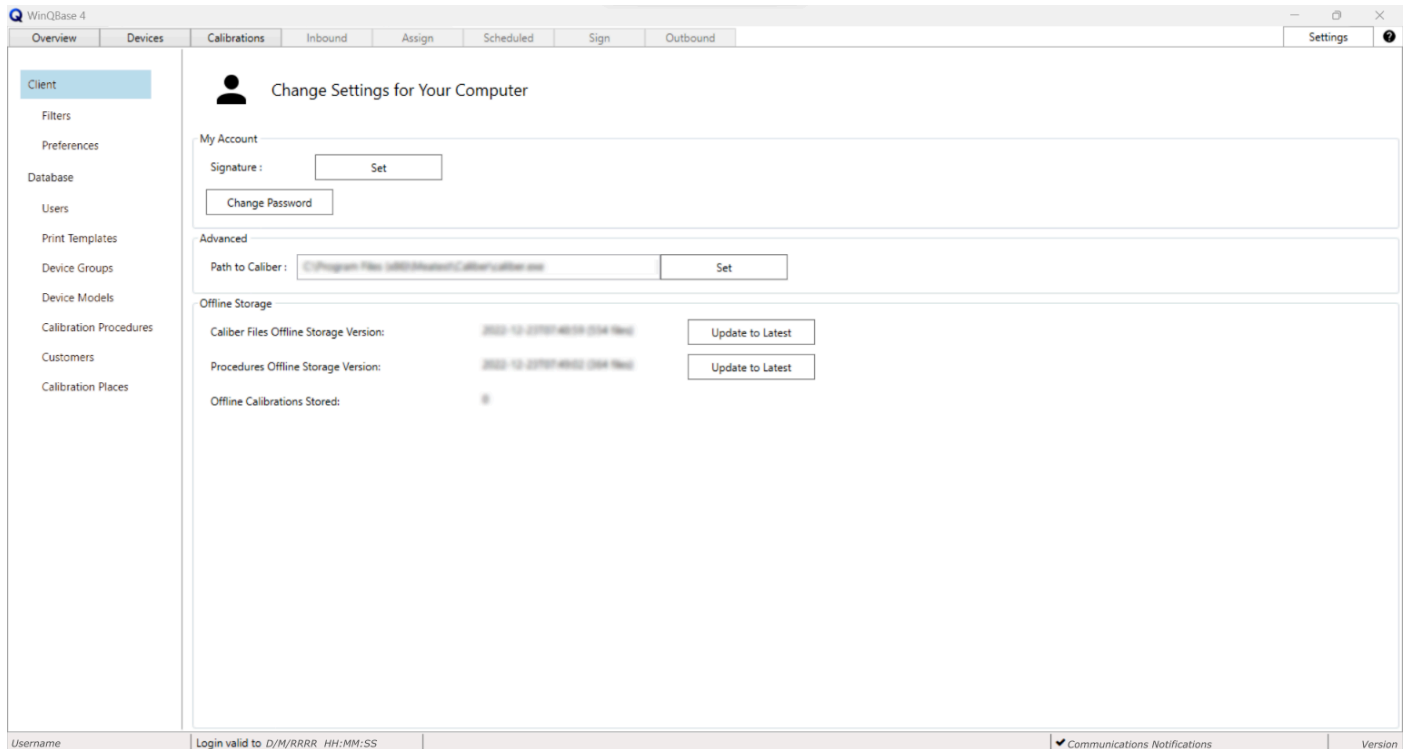 WinQBase 4
Overview Devices Calibrations Inbound Assign Scheduled Sign Outbound Settings ?
Client
Filters
Preferences
Database
Users
Print Templates
Device Groups
Device Models
Calibration Procedures
Customers
Calibration Places
Change Settings for Your Computer
My Account
Signature : Set
Change Password
Advanced
Path to Caliber : Set
Offline Storage
Caliber Files Offline Storage Version: Update to Latest
Procedures Offline Storage Version: Update to Latest
Offline Calibrations Stored:
Username Login valid to D/M/RRRR HH:MM:SS Communications Notifications Version